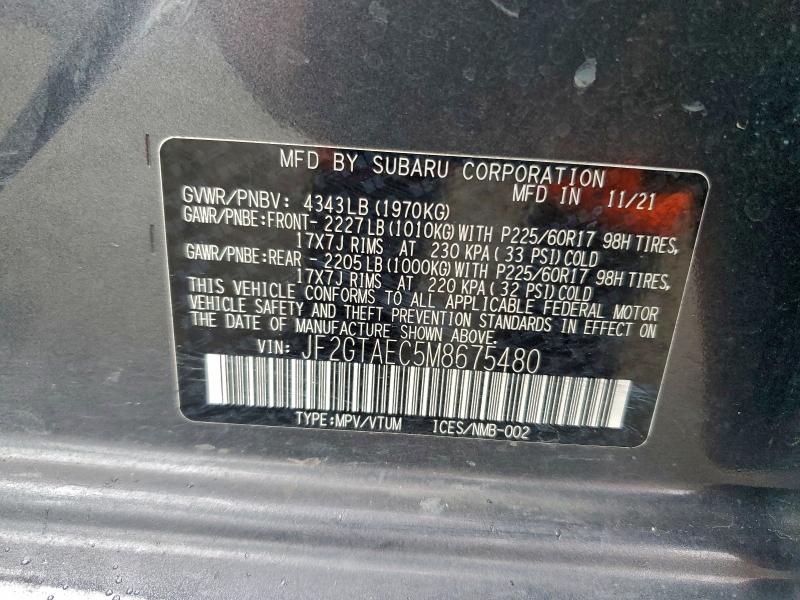 MFD BY SUBARU CORPORATION
MFD IN 11/21
GVWR/PNBV: 4343LB(1970KG)
GAWR/PNBE:FRONT- 2227LB(1010KG)WITH P225/60R17 98H TIRES,
17X7J RIMS AT 230 KPA( 33 PSI)COLD
GAWR/PNBE:REAR - 2205LB(1000KG)WITH P225/60R17 98H TIRES,
17X7J RIMS AT 220 KPA( 32 PSI)COLD
THIS VEHICLE CONFORMS TO ALL APPLICABLE FEDERAL MOTOR
VEHICLE SAFETY AND THEFT PREVENTION STANDARDS IN EFFECT ON
THE DATE OF MANUFACTURE SHOWN ABOVE.
VIN: JF2GTAEC5M8675480
TYPE:MPV/VTUM ICES/NMB-002